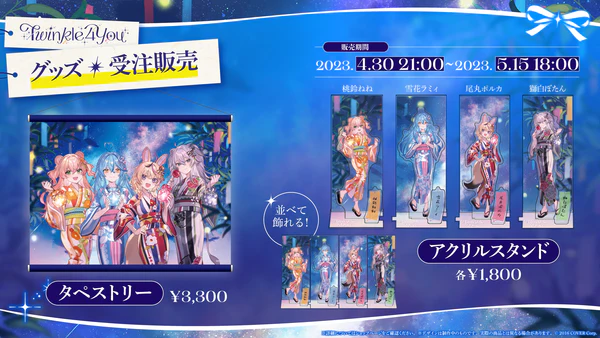 Twinkle4You
グッズ 受注販売
販売期間
2023. 4.30 21:00～2023. 5.15 18:00
桃鈴ねね
雪花ラミィ
尾丸ポルカ
獅白ぼたん
並べて
飾れる！
タペストリー ¥3,300
アクリルスタンド
各¥1,800
© 2016 COVER Corp.